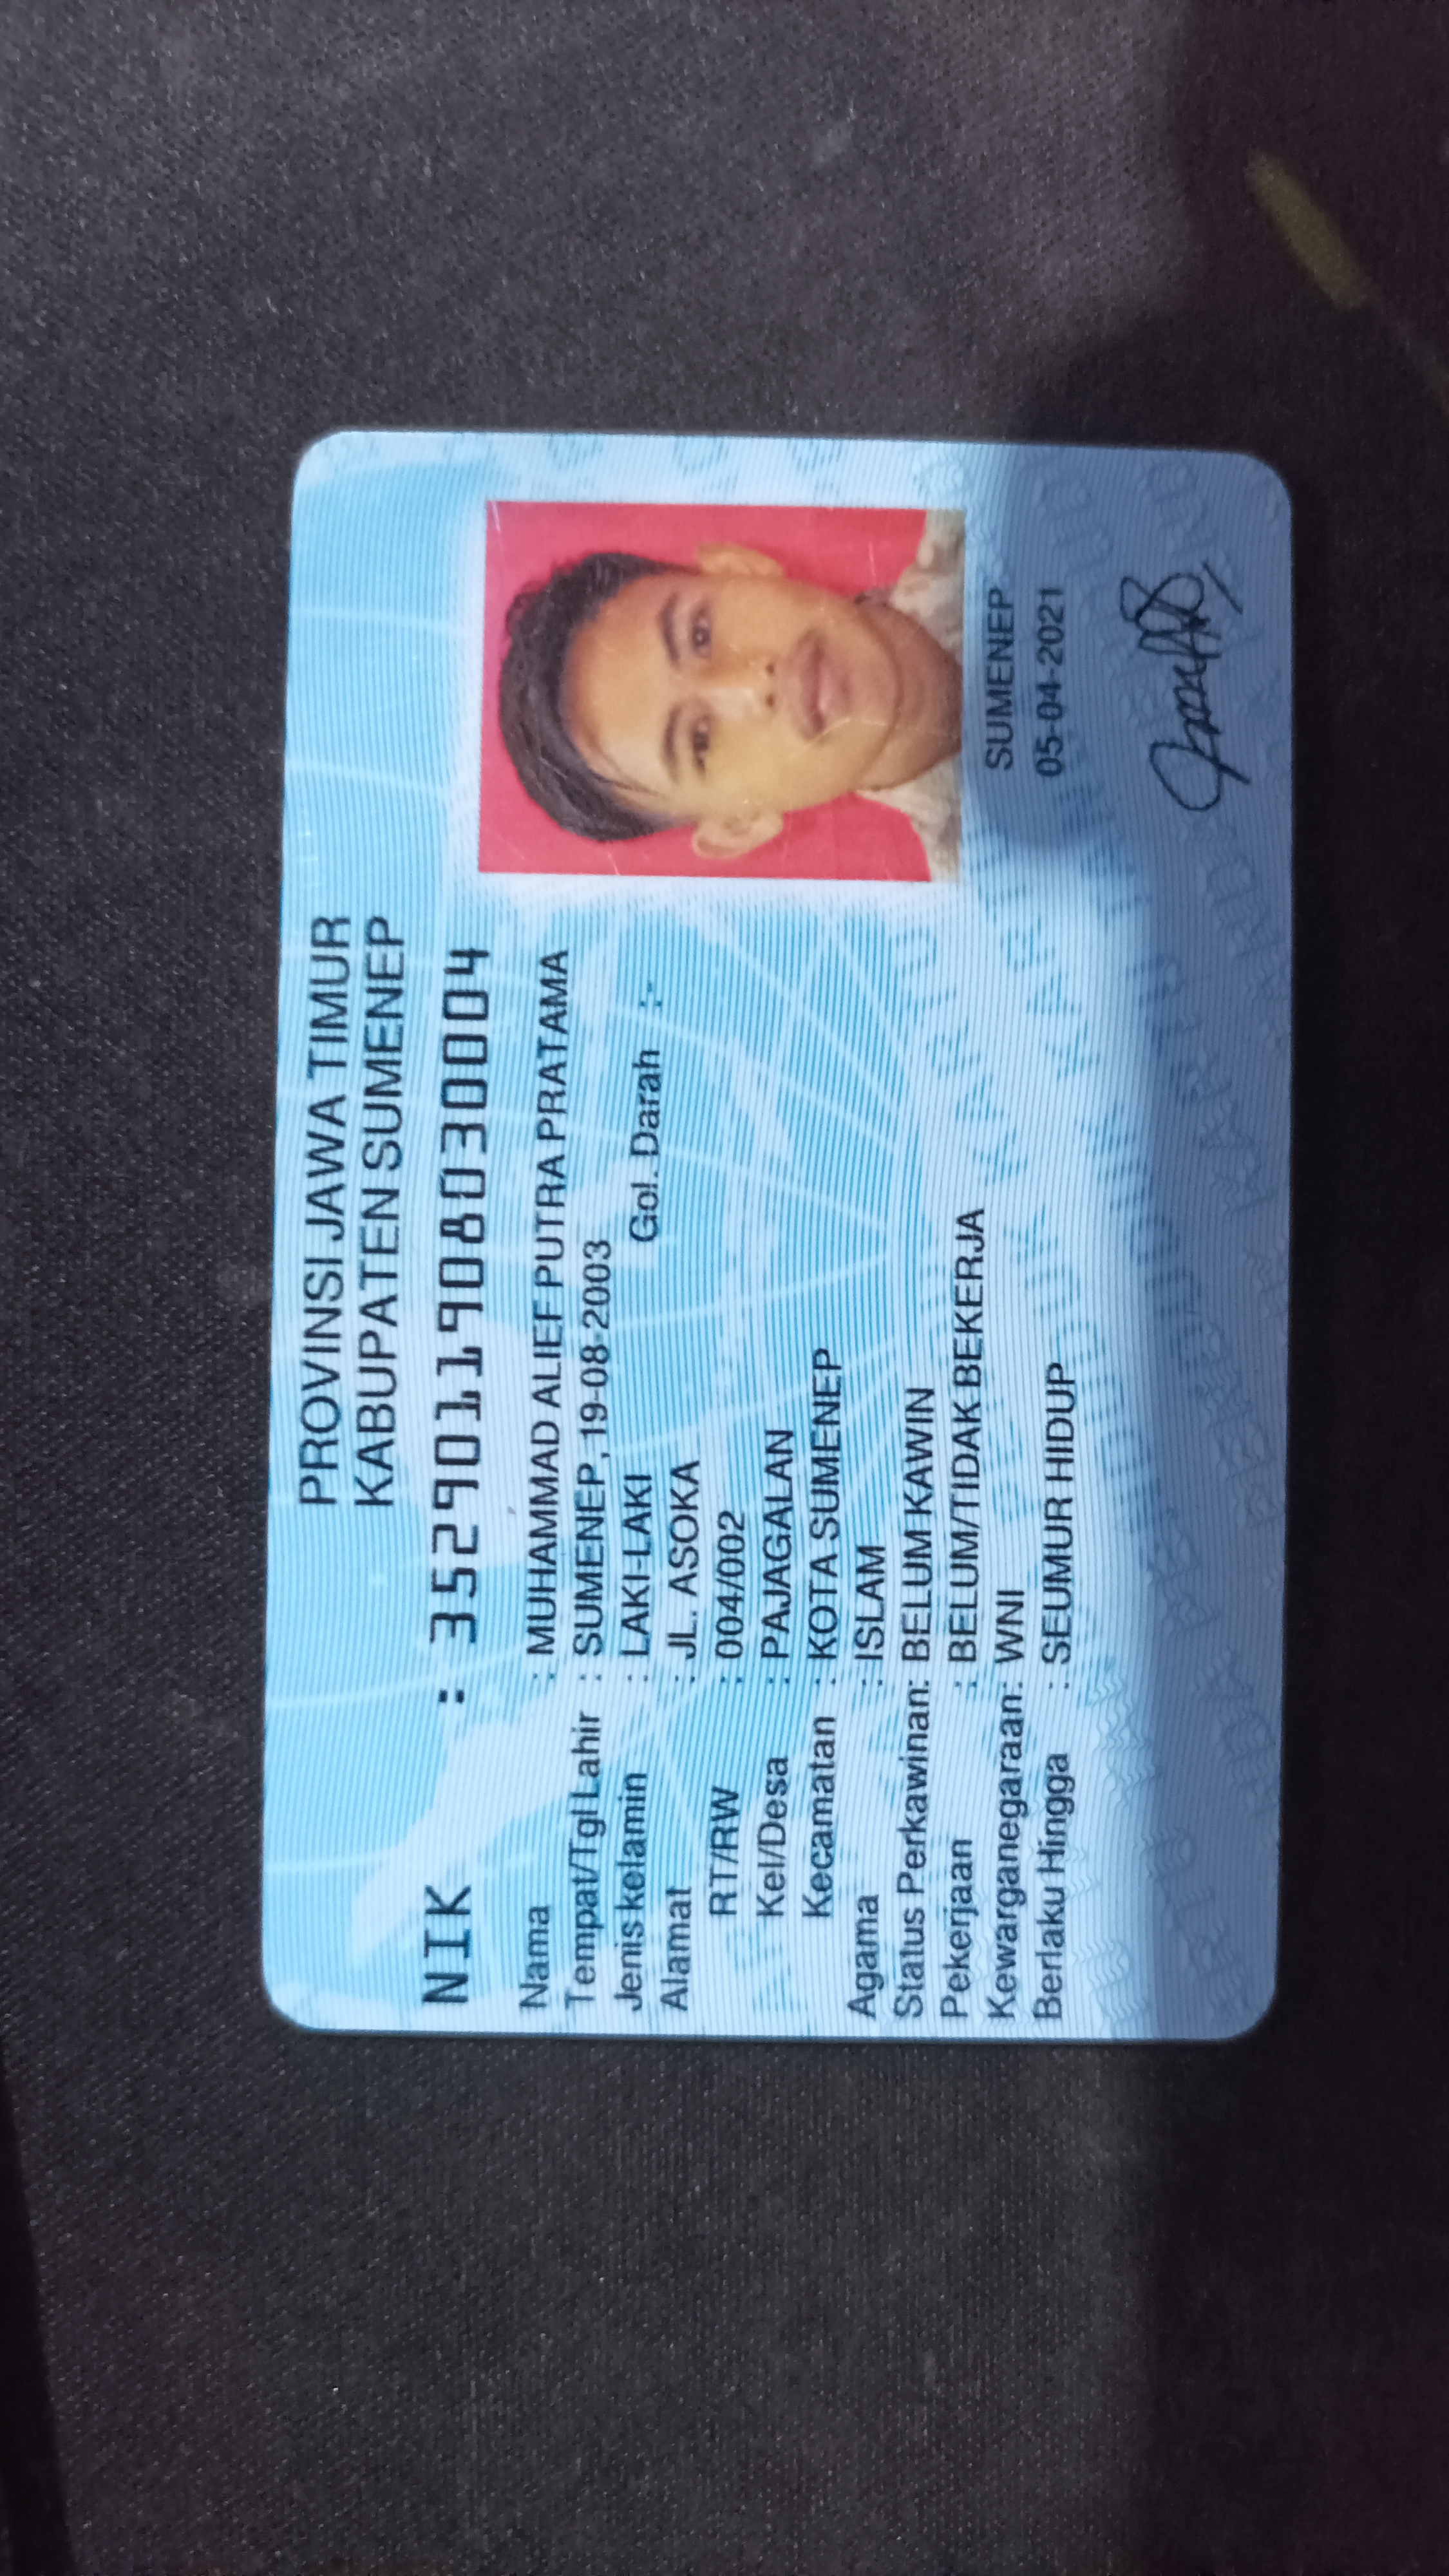 PROVINSI JAWA TIMUR
KABUPATEN SUMENEP
NIK : 3529011908030004
Nama : MUHAMMAD ALIEF PUTRA PRATAMA
Tempat/Tgl Lahir : SUMENEP, 19-08-2003
Jenis kelamin : LAKI-LAKI Gol. Darah :-
Alamat : JL. ASOKA
RT/RW : 004/002
Kel/Desa : PAJAGALAN
Kecamatan : KOTA SUMENEP
Agama : ISLAM
Status Perkawinan: BELUM KAWIN
Pekerjaan : BELUM/TIDAK BEKERJA
Kewarganegaraan: WNI
Berlaku Hingga : SEUMUR HIDUP
SUMENEP
05-04-2021